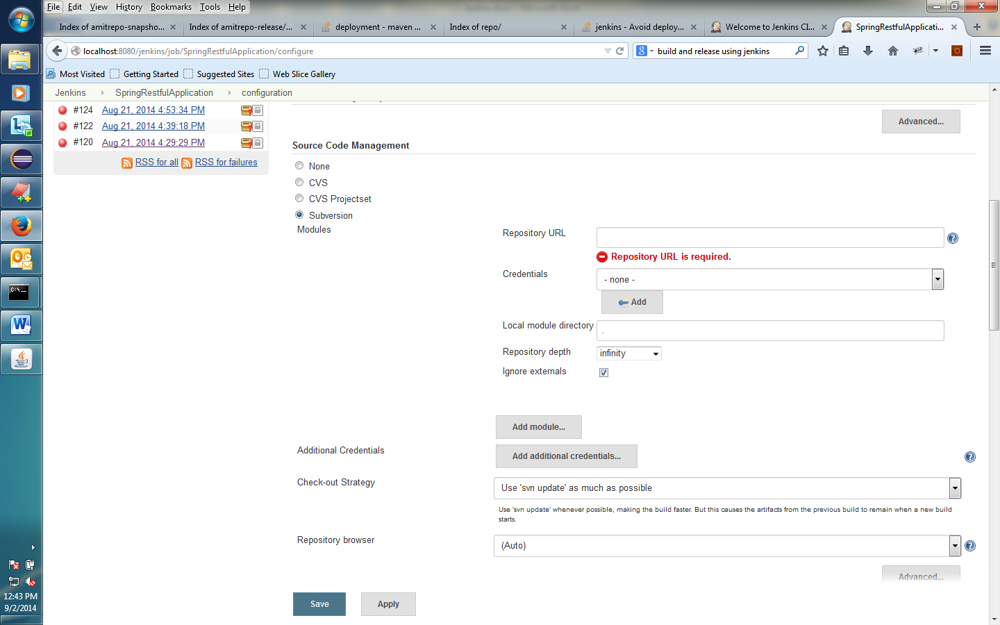 File Edit View History Bookmarks Tools Help
Index of amitrepo-snapsho...
Index of amitrepo-release/...
deployment - maven ...
Index of repo/
jenkins - Avoid deploy...
Welcome to Jenkins CI...
SpringRestfulApplicati...
localhost:8080/jenkins/job/SpringRestfulApplication/configure
build and release using jenkins
Most Visited Getting Started Suggested Sites Web Slice Gallery
Jenkins SpringRestfulApplication configuration
#124 Aug 21, 2014 4:53:34 PM
#122 Aug 21, 2014 4:39:18 PM
#120 Aug 21, 2014 4:29:29 PM
RSS for all RSS for failures
Advanced...
Source Code Management
None
CVS
CVS Projectset
Subversion
Modules
Repository URL
Repository URL is required.
Credentials
- none -
Add
Local module directory
.
Repository depth
infinity
Ignore externals
Add module...
Additional Credentials
Add additional credentials...
Check-out Strategy
Use 'svn update' as much as possible
Use 'svn update' whenever possible, making the build faster. But this causes the artifacts from the previous build to remain when a new build
starts.
Repository browser
(Auto)
Advanced...
Save
Apply
12:43 PM
9/2/2014